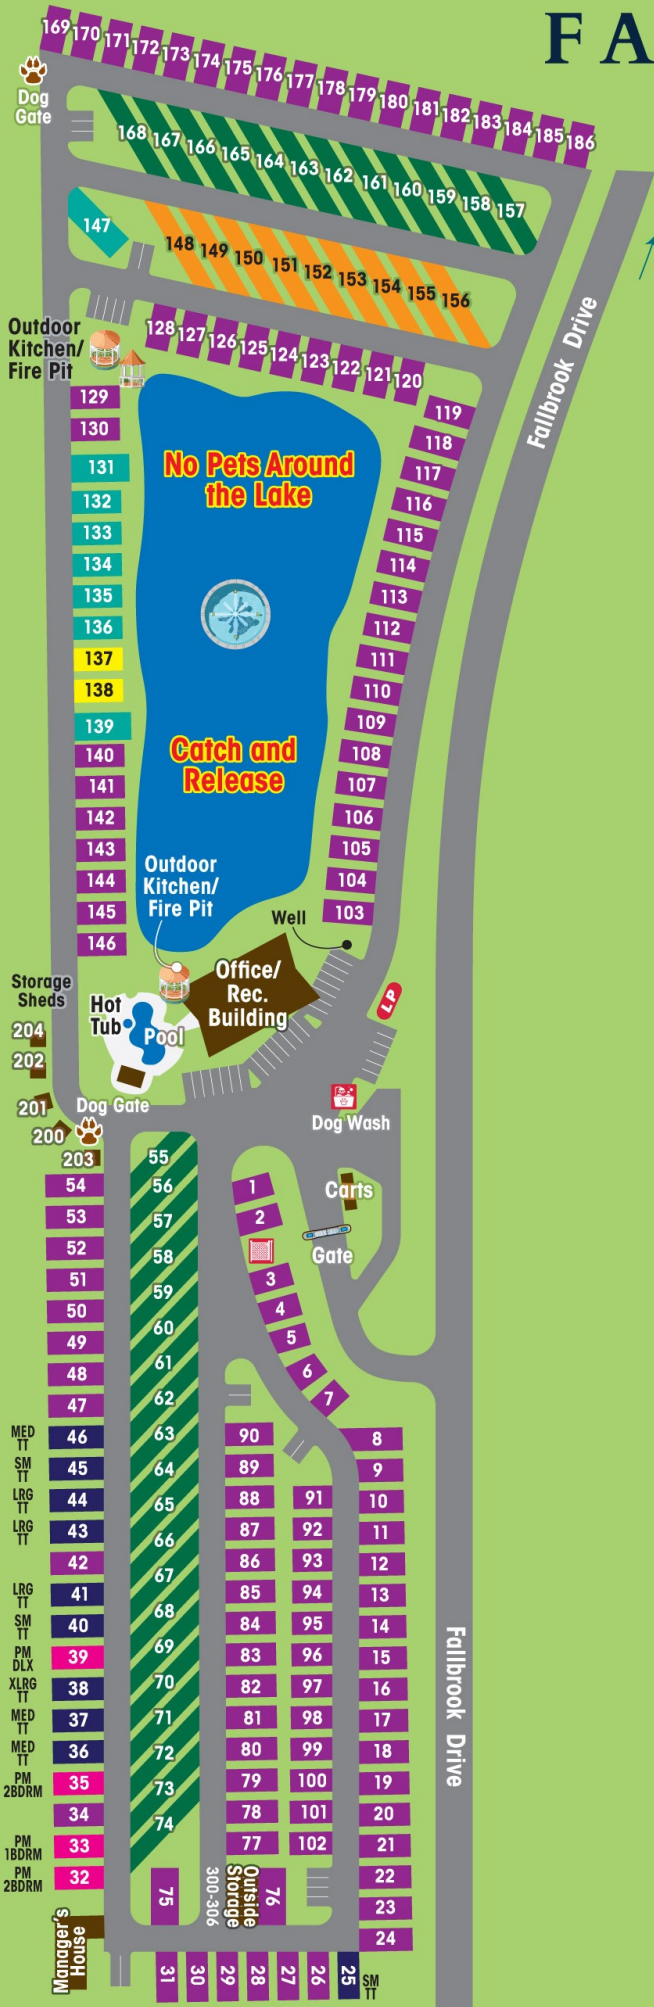 FA
169 170 171 172 173 174 175 176 177 178 179 180 181 182 183 184 185 186
Dog
Gate
168 167 166 165 164 163 162 161 160 159 158 157
147
148 149 150 151 152 153 154 155 156
Fallbrook Drive
Outdoor
Kitchen/
Fire Pit
128 127 126 125 124 123 122 121 120
129
130
131
132
133
134
135
136
137
138
139
140
141
142
143
144
145
146
No Pets Around
the Lake
Catch and
Release
119
118
117
116
115
114
113
112
111
110
109
108
107
106
105
104
103
Outdoor
Kitchen/
Fire Pit
Well
Office/
Rec.
Building
LP
Storage
Sheds
204
202
201
200
203
Hot
Tub
Pool
Dog Gate
Dog Wash
Carts
Gate
54
53
52
51
50
49
48
47
MED
TT
46
SM
TT
45
LRG
TT
44
LRG
TT
43
42
LRG
TT
41
SM
TT
40
PM
DLX
39
XLRG
TT
38
MED
TT
37
MED
TT
36
PM
2BDRM
35
34
PM
1BDRM
33
PM
2BDRM
32
Manager's
House
55
56
57
58
59
60
61
62
63
64
65
66
67
68
69
70
71
72
73
74
1
2
3
4
5
6
7
90
89
88
87
86
85
84
83
82
81
80
79
78
77
91
92
93
94
95
96
97
98
99
100
101
102
8
9
10
11
12
13
14
15
16
17
18
19
20
21
22
23
24
Fallbrook Drive
75
300-306
Outside
Storage
76
31 30 29 28 27 26 25
SM
TT